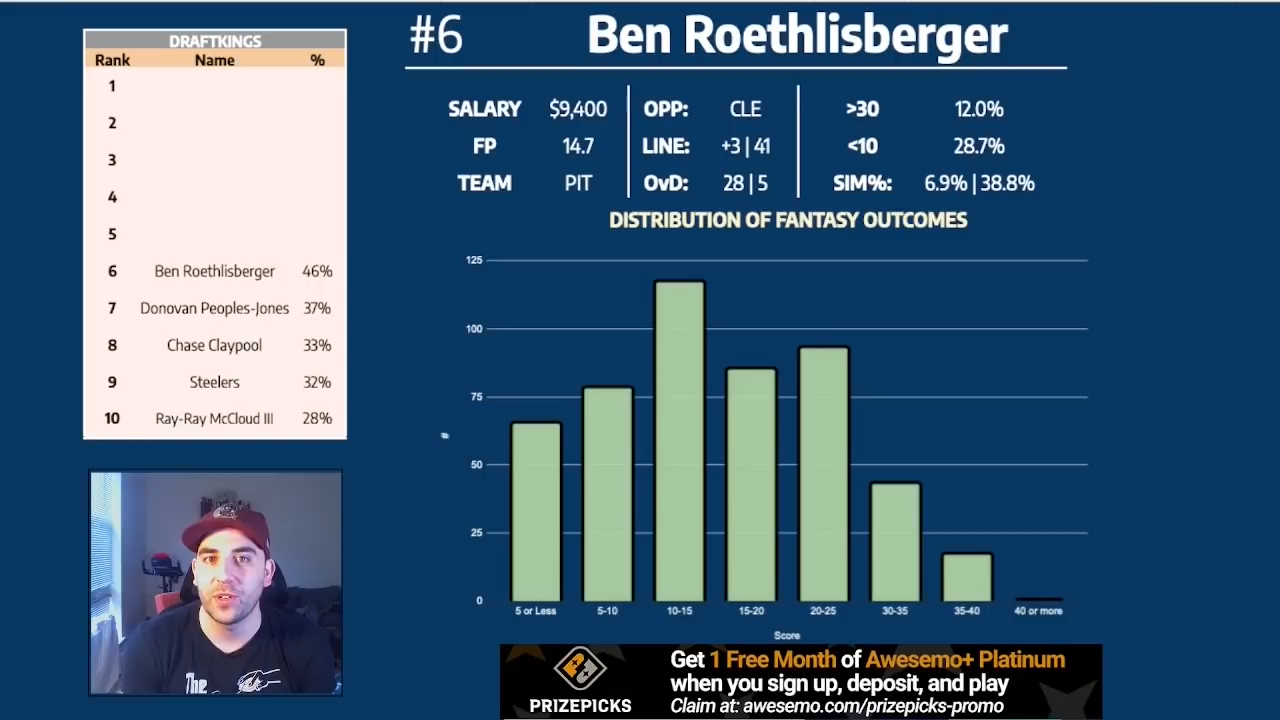 DRAFTKINGS
Rank Name %
1
2
3
4
5
6 Ben Roethlisberger 46%
7 Donovan Peoples-Jones 37%
8 Chase Claypool 33%
9 Steelers 32%
10 Ray-Ray McCloud III 28%
#6 Ben Roethlisberger
SALARY $9,400 OPP: CLE >30 12.0%
FP 14.7 LINE: +3 | 41 <10 28.7%
TEAM PIT OvD: 28 | 5 SIM%: 6.9% | 38.8%
DISTRIBUTION OF FANTASY OUTCOMES
125
100
75
#
50
25
0
5 or Less 5-10 10-15 15-20 20-25 30-35 35-40 40 or more
Score
The
PRIZEPICKS
Get 1 Free Month of Awesemo+ Platinum
when you sign up, deposit, and play
Claim at: awesemo.com/prizepicks-promo